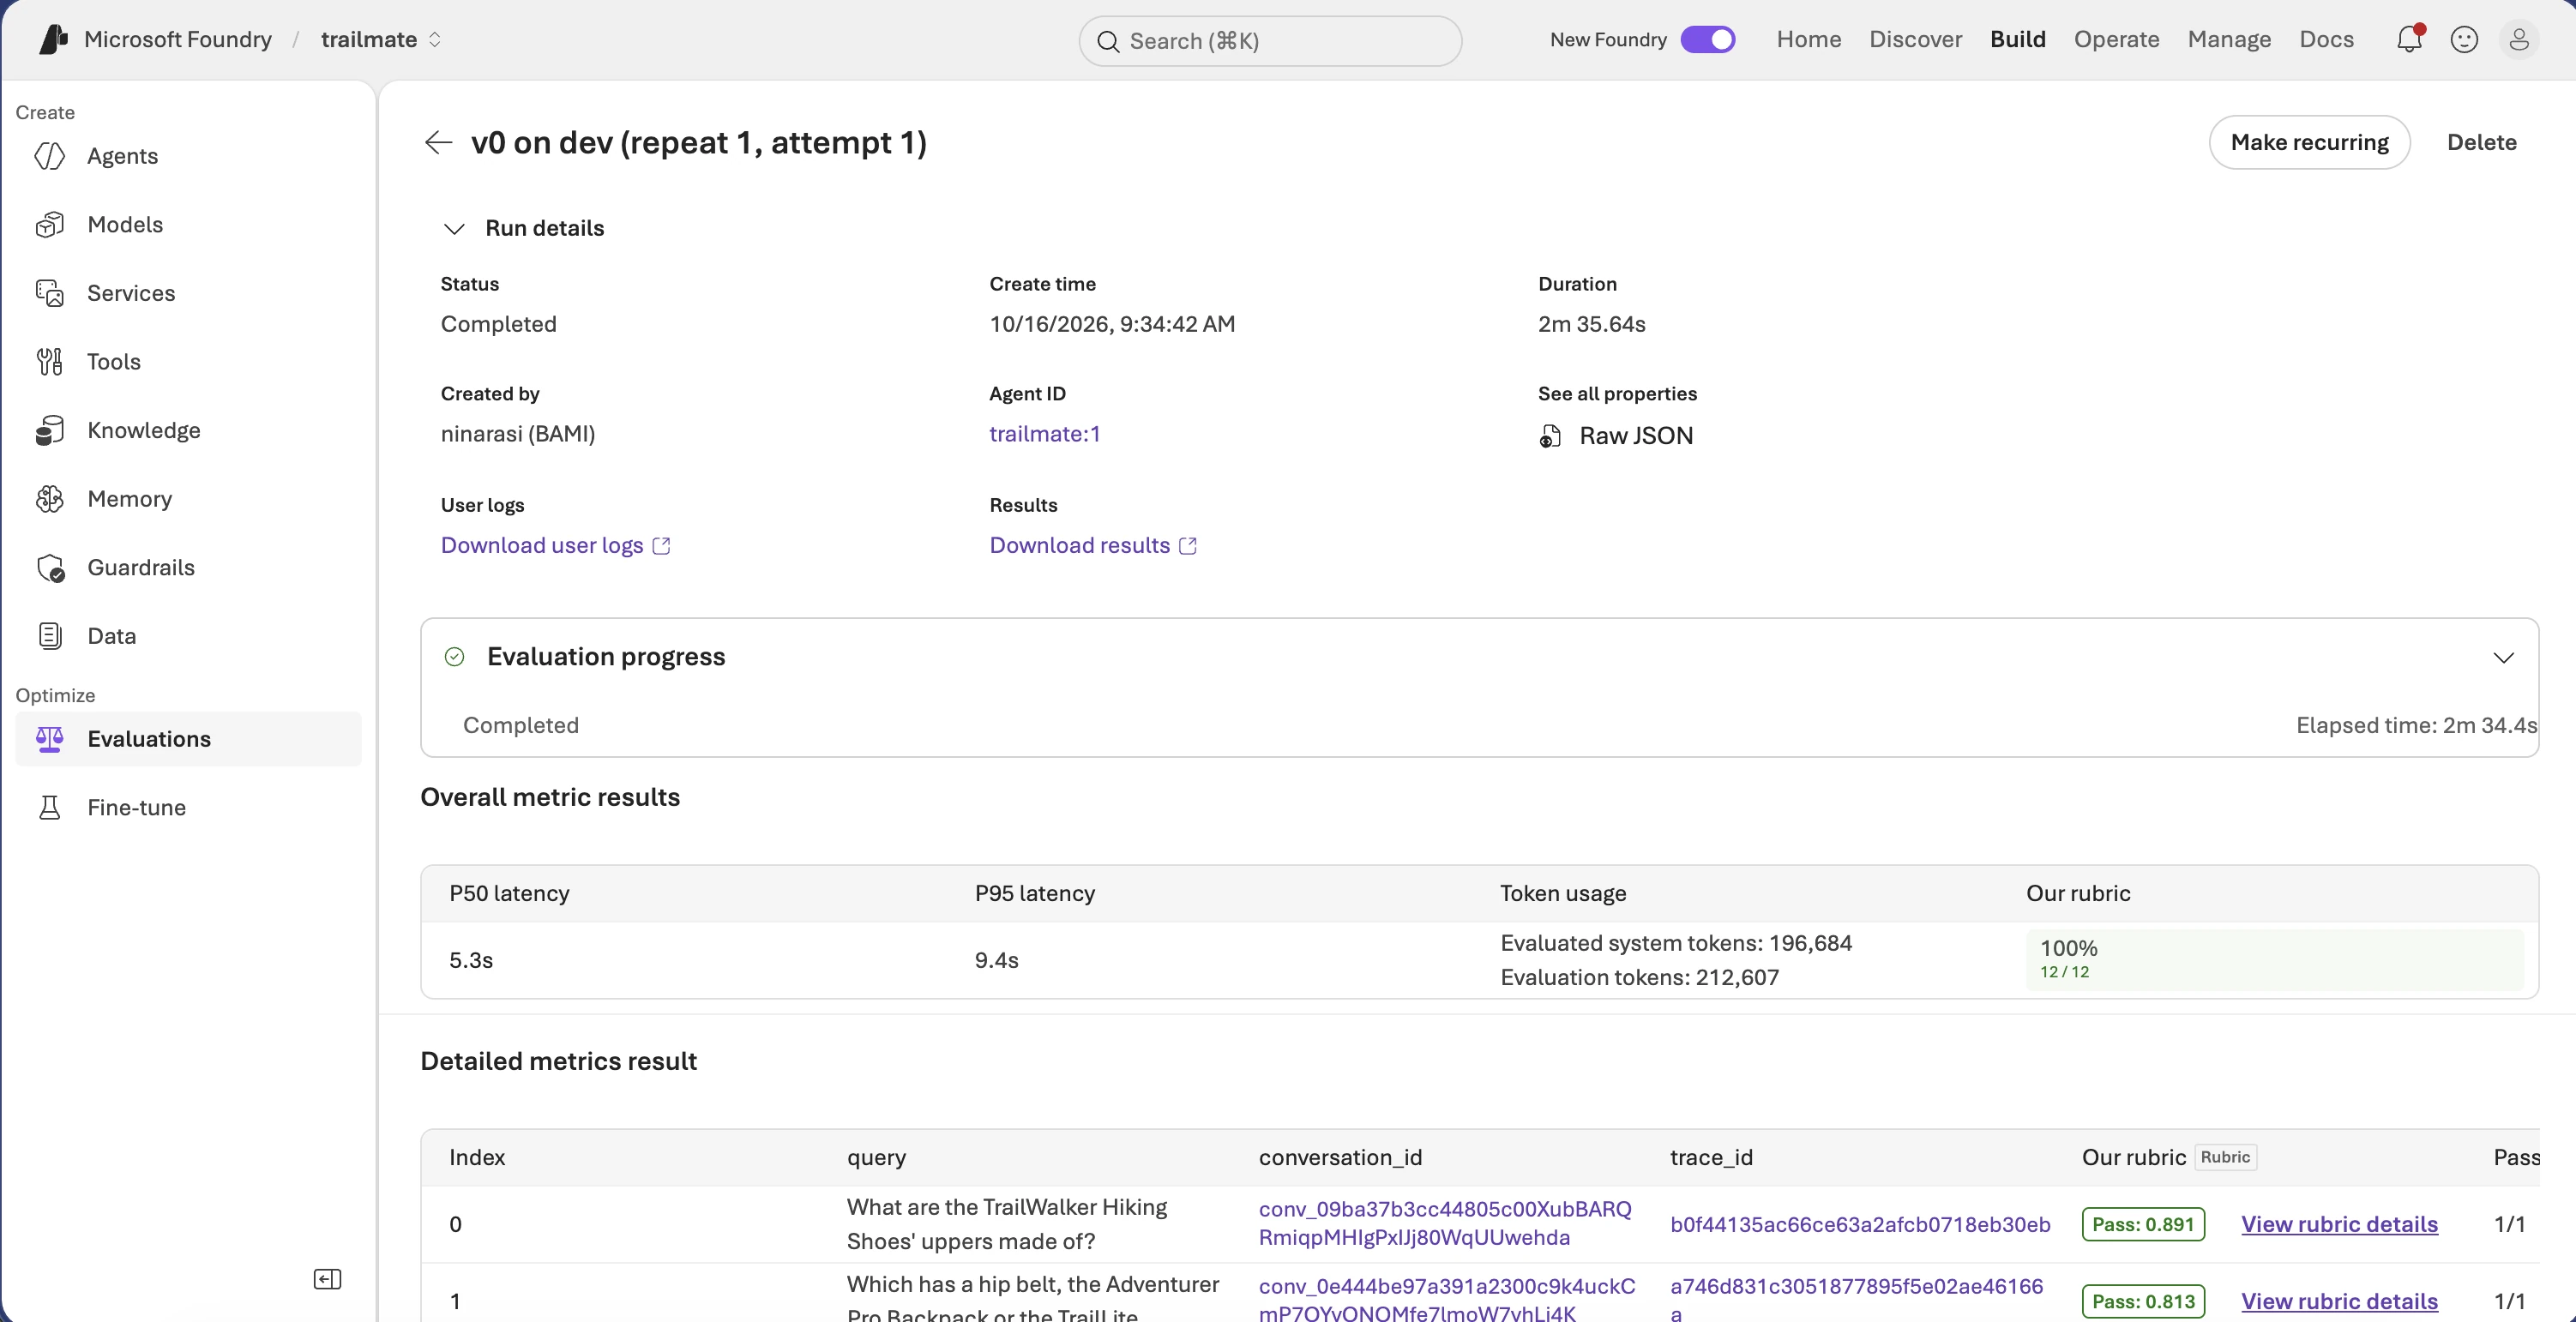 Microsoft Foundry / trailmate
Search (⌘K)
New Foundry
Home
Discover
Build
Operate
Manage
Docs
Create
Agents
Models
Services
Tools
Knowledge
Memory
Guardrails
Data
Optimize
Evaluations
Fine-tune
v0 on dev (repeat 1, attempt 1)
Make recurring
Delete
Run details
Status
Create time
Duration
Completed
10/16/2026, 9:34:42 AM
2m 35.64s
Created by
Agent ID
See all properties
ninarasi (BAMI)
trailmate:1
Raw JSON
User logs
Results
Download user logs
Download results
Evaluation progress
Completed
Elapsed time: 2m 34.4s
Overall metric results
P50 latency
P95 latency
Token usage
Our rubric
5.3s
9.4s
Evaluated system tokens: 196,684
Evaluation tokens: 212,607
100%
12 / 12
Detailed metrics result
Index
query
conversation_id
trace_id
Our rubric
Rubric
Pass
0
What are the TrailWalker Hiking
Shoes' uppers made of?
conv_09ba37b3cc44805c00XubBARQ
RmiqpMHIgPxIJj80WqUUwehda
b0f44135ac66ce63a2afcb0718eb30eb
Pass: 0.891
View rubric details
1/1
1
Which has a hip belt, the Adventurer
Pro Backpack or the TrailLite
conv_0e444be97a391a2300c9k4uckC
mP7OYvONOMfe7lmoW7vhLi4K
a746d831c3051877895f5e02ae46166
a
Pass: 0.813
View rubric details
1/1